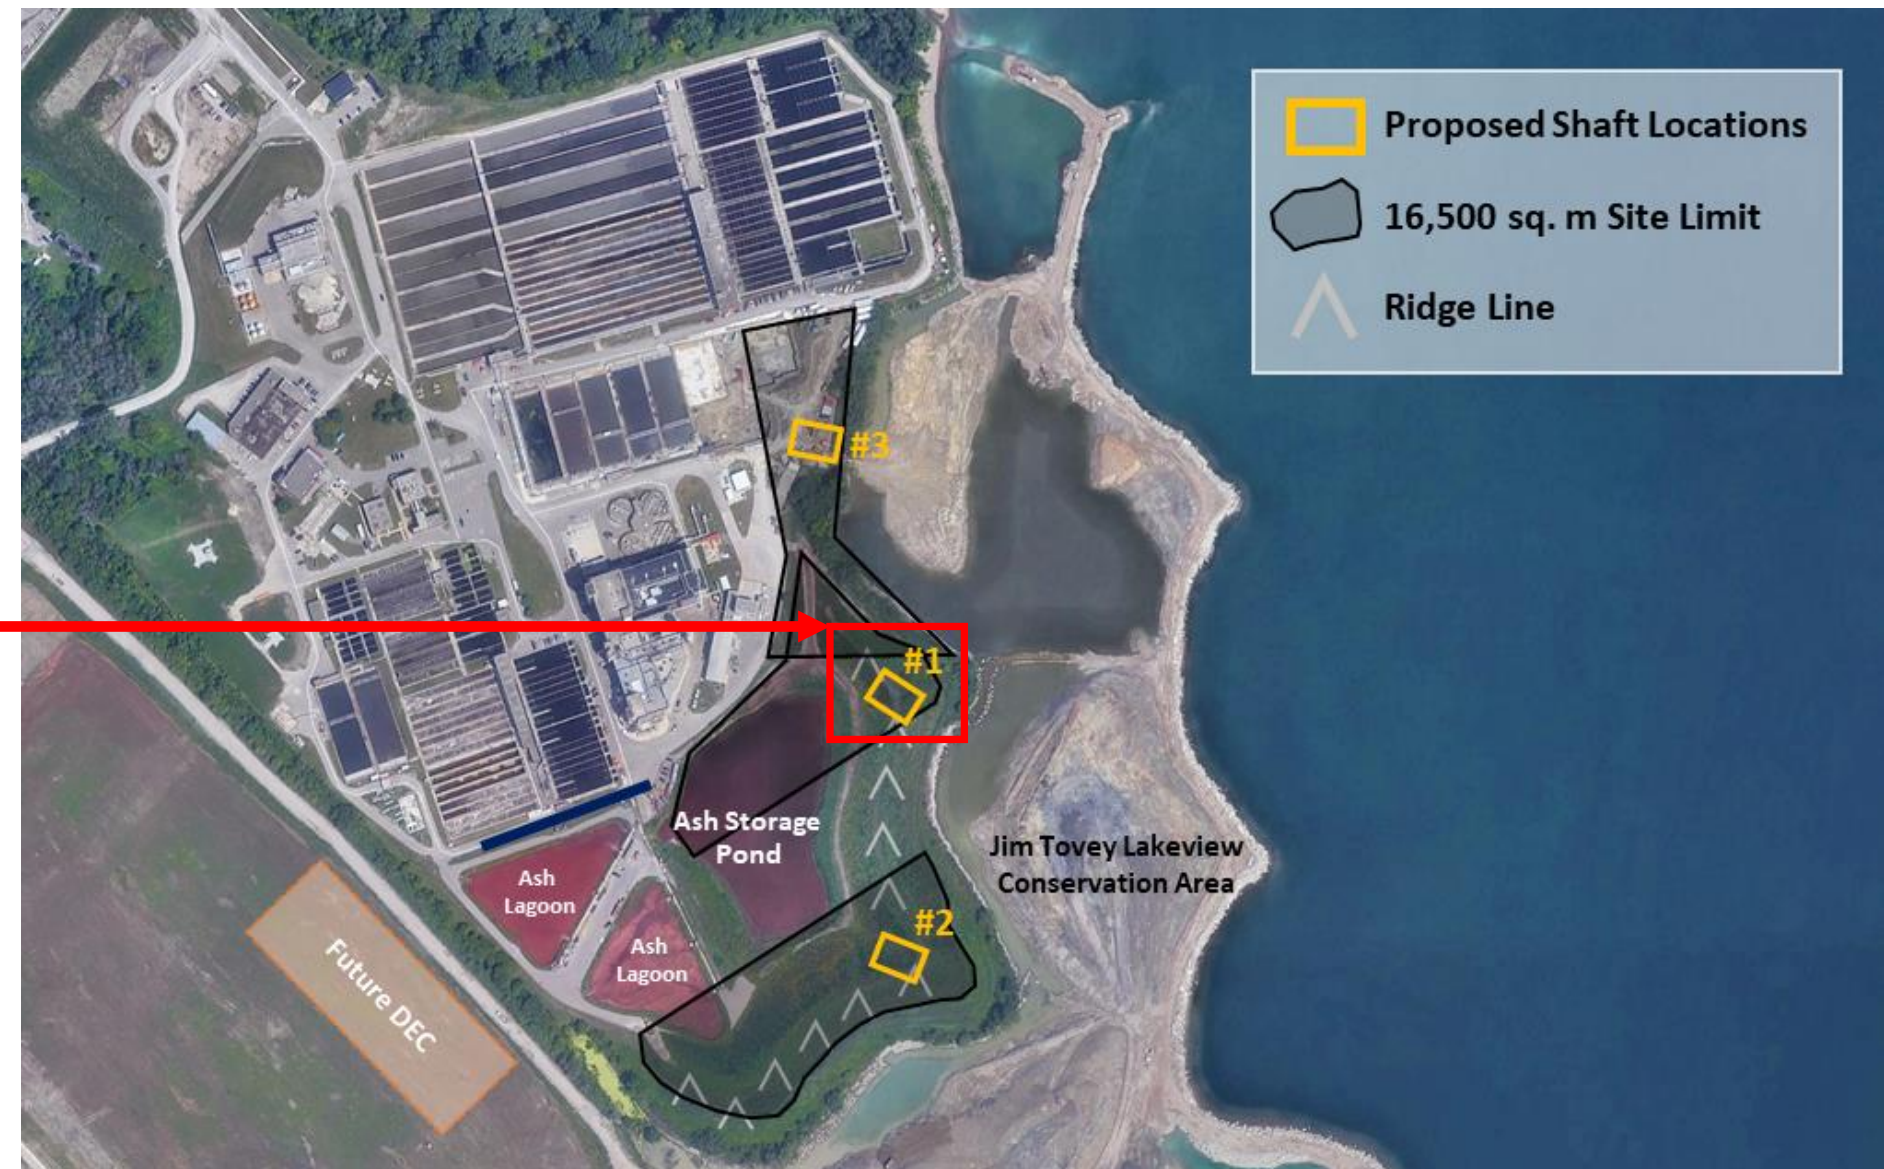 Proposed Shaft Locations
16,500 sq. m Site Limit
Ridge Line
#3
#1
Ash Storage
Pond
Jim Tovey Lakeview
Conservation Area
Ash
Lagoon
#2
Ash
Lagoon
Future DEC